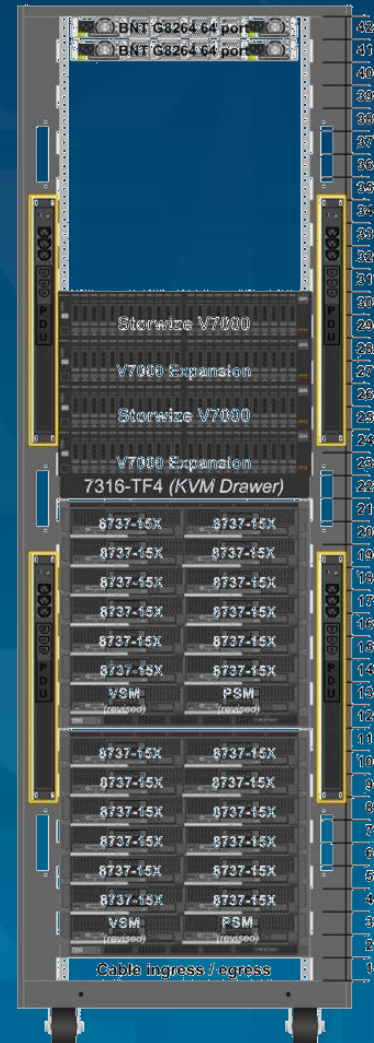 BNT G8264 64 port
42
BNT G8264 64 port
41
40
39
38
37
36
35
34
33
32
31
30
PDU
PDU
Storwize V7000
29
28
V7000 Expansion
27
26
Storwize V7000
25
24
V7000 Expansion
23
7316-TF4 (KVM Drawer)
22
21
8737-15X 8737-15X
20
8737-15X 8737-15X
19
8737-15X 8737-15X
18
8737-15X 8737-15X
17
16
8737-15X 8737-15X
15
8737-15X 8737-15X
14
PDU
PDU
VSM PSM
13
(revised) (revised)
12
11
8737-15X 8737-15X
10
8737-15X 8737-15X
9
8737-15X 8737-15X
8
8737-15X 8737-15X
7
6
8737-15X 8737-15X
5
8737-15X 8737-15X
4
VSM PSM
3
(revised) (revised)
2
Cable ingress / egress
1